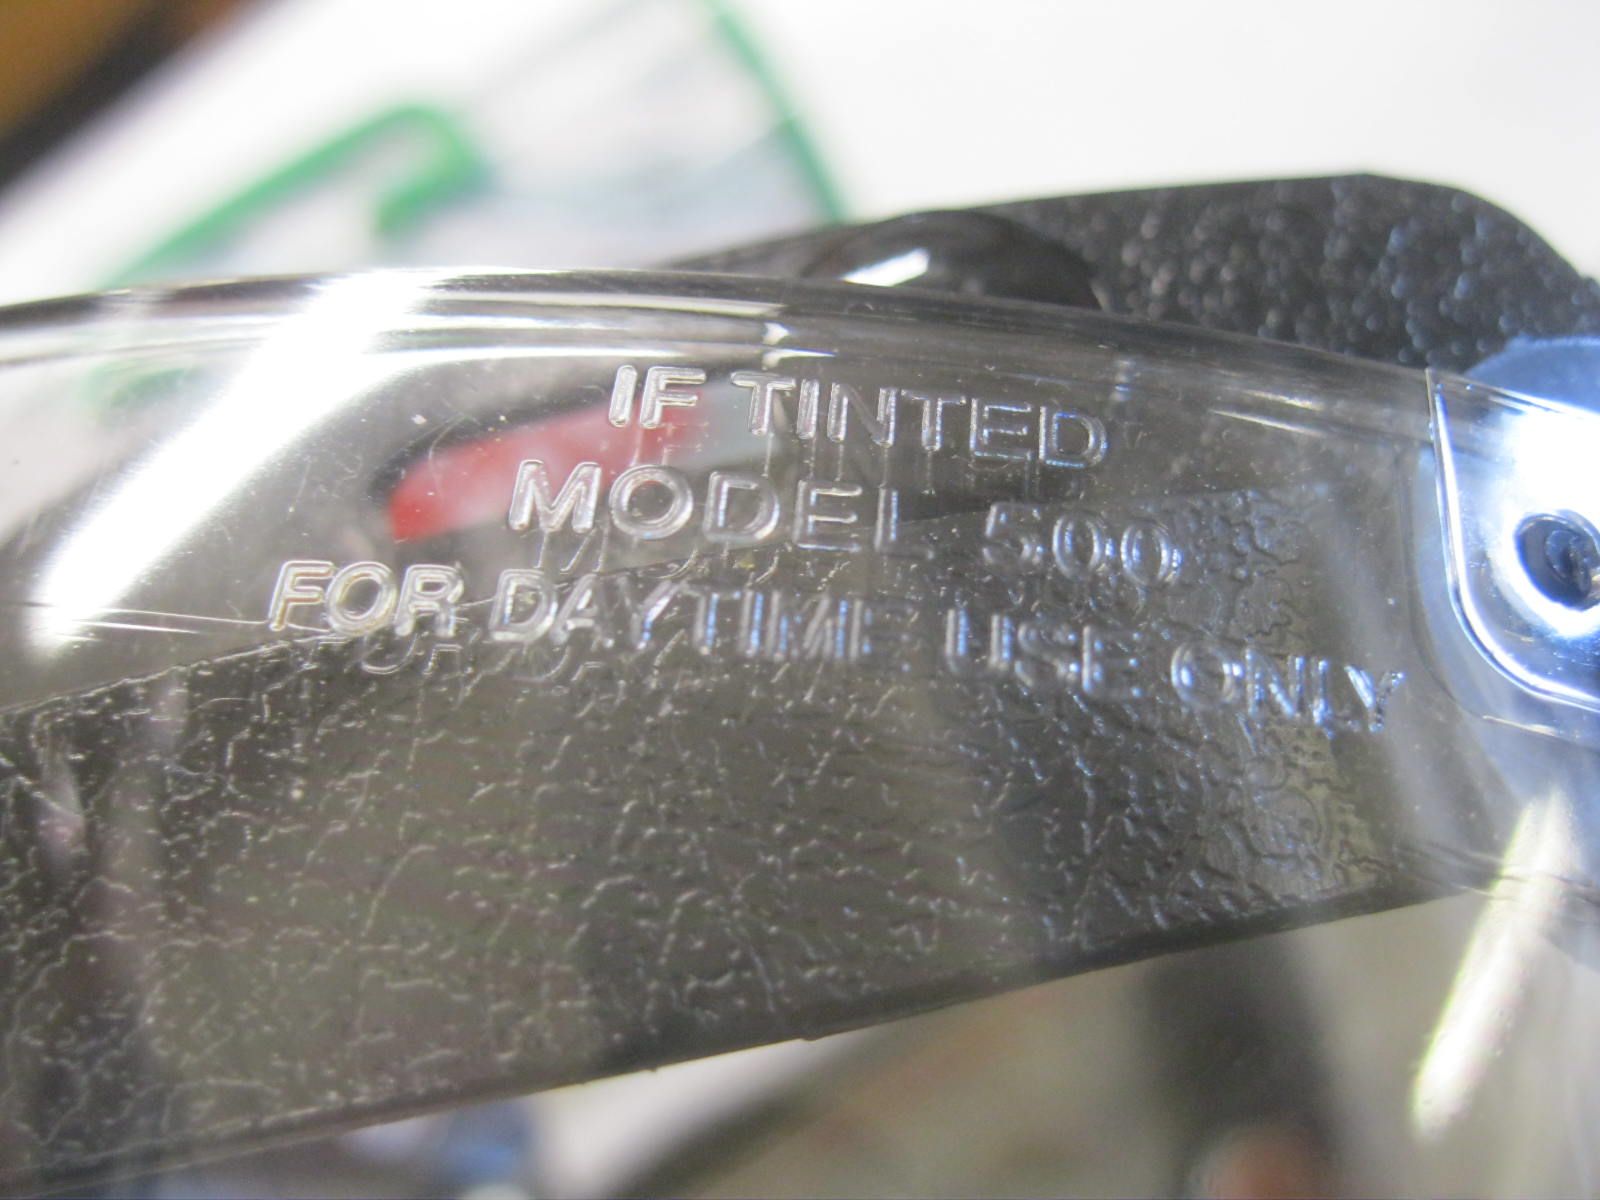 IF TINTED
MODEL 500
FOR DAYTIME USE ONLY